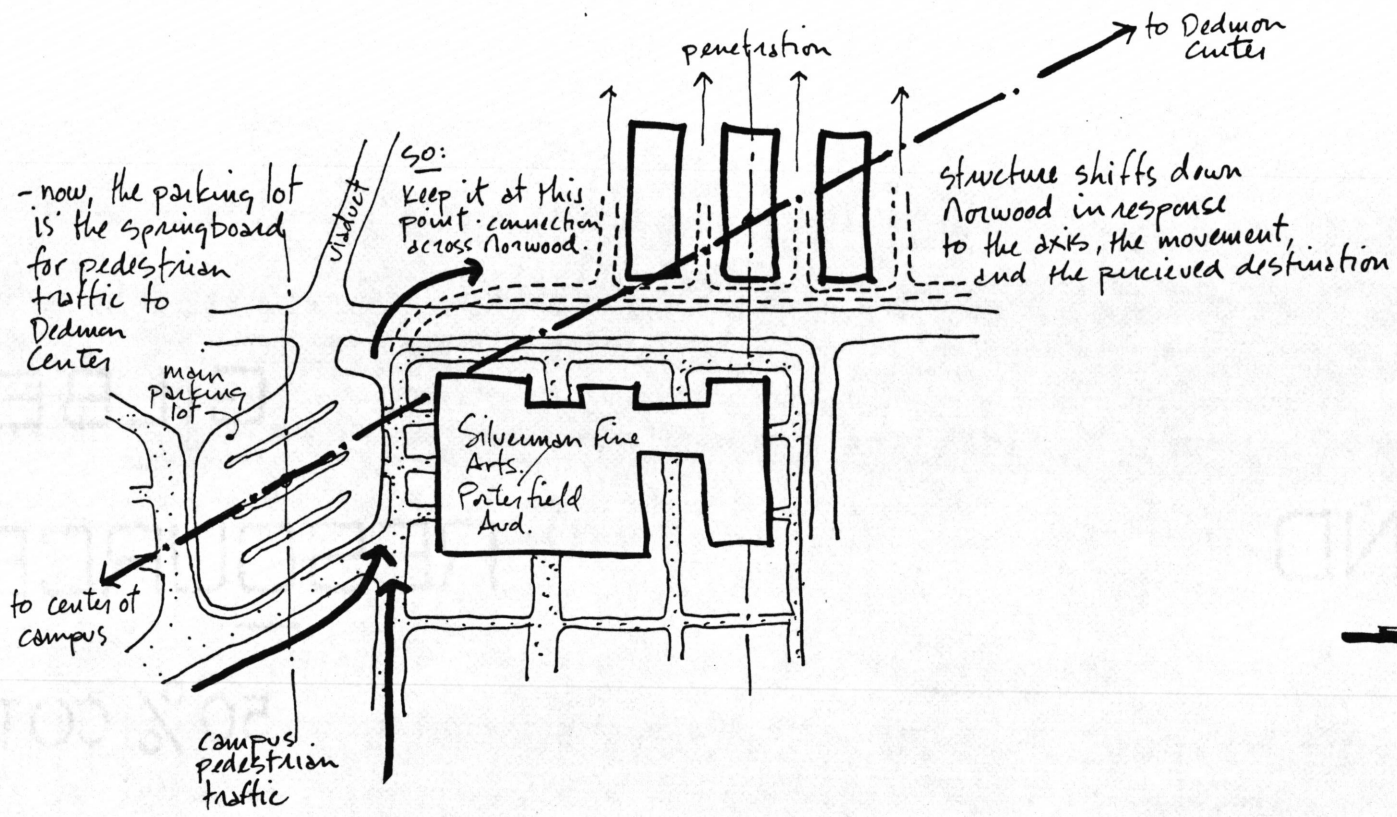 penetration
to Dedmon
Center
- now, the parking lot
is the springboard
for pedestrian
traffic to
Dedmon
Center
viaduct
so:
keep it at this
point - connection
across Norwood.
structure shifts down
Norwood in response
to the axis, the movement,
and the percieved destination
main
parking
lot
Silverman Fine
Arts/
Porterfield
Aud.
to center of
campus
campus
pedestrian
traffic
50% COT